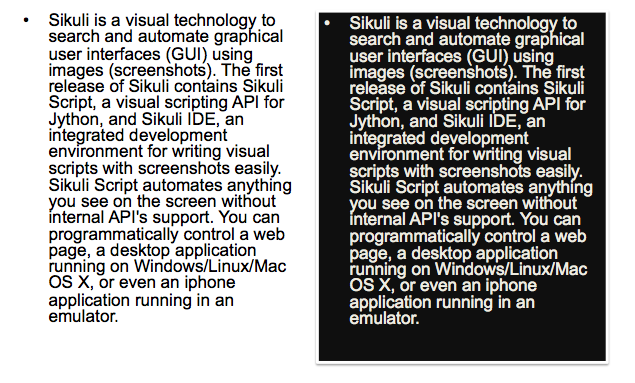 • Sikuli is a visual technology to
search and automate graphical
user interfaces (GUI) using
images (screenshots). The first
release of Sikuli contains Sikuli
Script, a visual scripting API for
Jython, and Sikuli IDE, an
integrated development
environment for writing visual
scripts with screenshots easily.
Sikuli Script automates anything
you see on the screen without
internal API's support. You can
programmatically control a web
page, a desktop application
running on Windows/Linux/Mac
OS X, or even an iphone
application running in an
emulator.
• Sikuli is a visual technology to
search and automate graphical
user interfaces (GUI) using
images (screenshots). The first
release of Sikuli contains Sikuli
Script, a visual scripting API for
Jython, and Sikuli IDE, an
integrated development
environment for writing visual
scripts with screenshots easily.
Sikuli Script automates anything
you see on the screen without
internal API's support. You can
programmatically control a web
page, a desktop application
running on Windows/Linux/Mac
OS X, or even an iphone
application running in an
emulator.